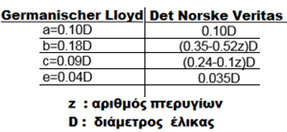 Germanischer Lloyd Det Norske Veritas
a=0.10D 0.10D
b=0.18D (0.35-0.52z)D
c=0.09D (0.24-0.1z)D
e=0.04D 0.035D
z : αριθμός πτερυγίων
D : διάμετρος έλικας